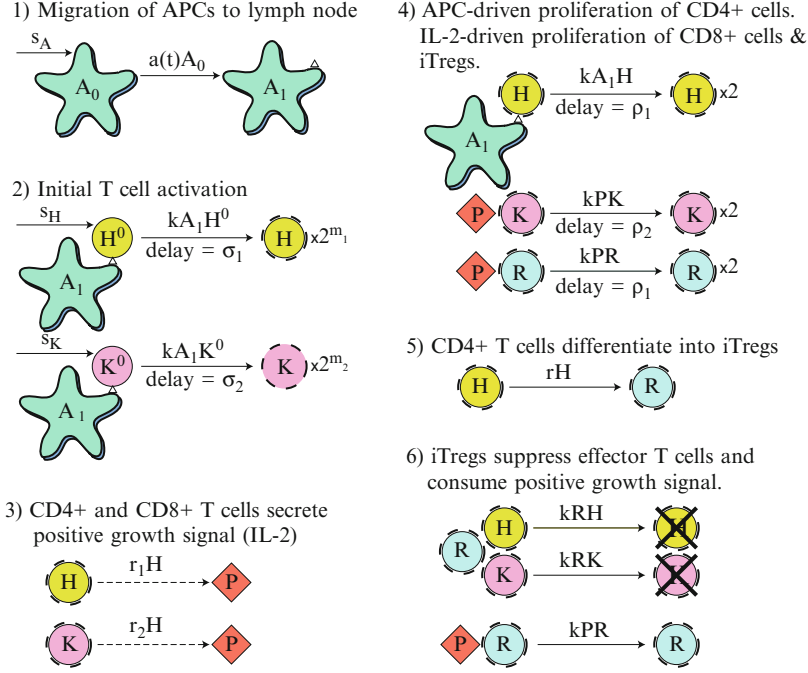 1) Migration of APCs to lymph node
s_A
a(t)A_0
A_0
A_1
2) Initial T cell activation
s_H
H^0
kA_1H^0
delay = σ_1
H
x2^{m_1}
A_1
s_K
K^0
kA_1K^0
delay = σ_2
K
x2^{m_2}
A_1
3) CD4+ and CD8+ T cells secrete
positive growth signal (IL-2)
H
r_1H
P
K
r_2H
P
4) APC-driven proliferation of CD4+ cells.
IL-2-driven proliferation of CD8+ cells &
iTregs.
H
kA_1H
delay = ρ_1
H
x2
A_1
P
K
kPK
delay = ρ_2
K
x2
P
R
kPR
delay = ρ_1
R
x2
5) CD4+ T cells differentiate into iTregs
H
rH
R
6) iTregs suppress effector T cells and
consume positive growth signal.
R
H
kRH
H
K
kRK
K
P
R
kPR
R